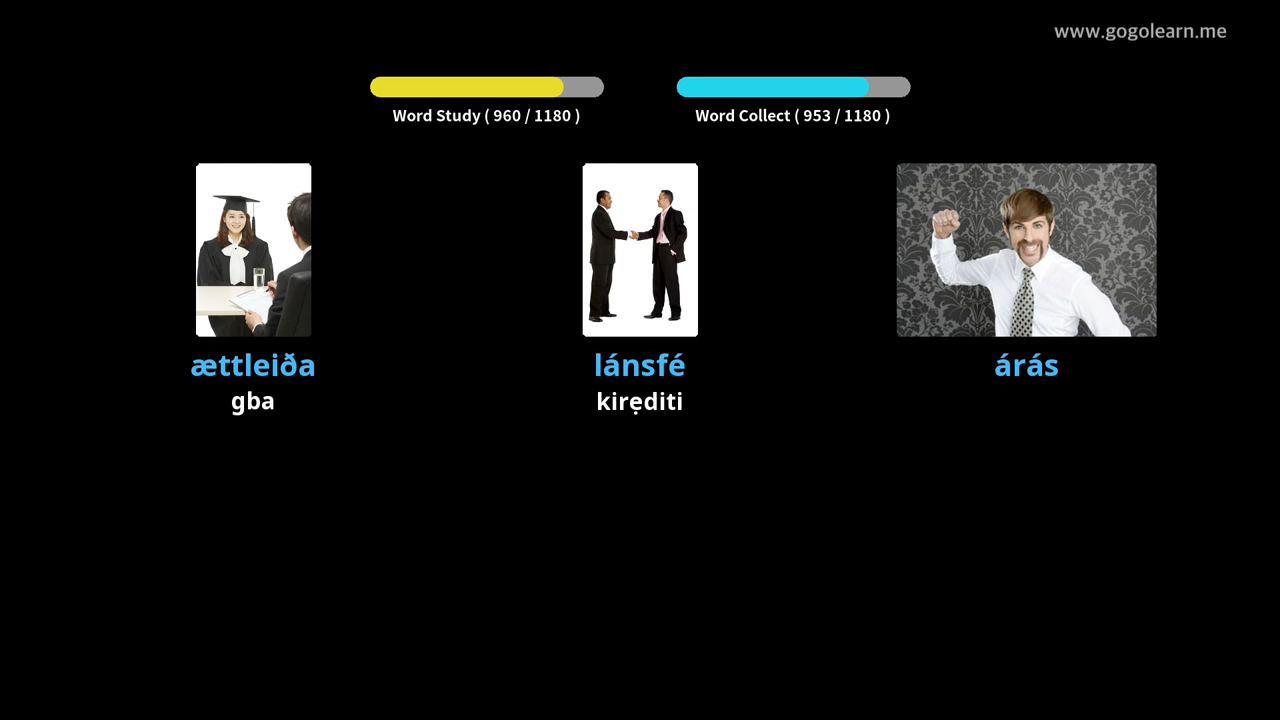 www.gogolearn.me
Word Study ( 960 / 1180 )
Word Collect ( 953 / 1180 )
ættleiða
gba
lánsfé
kirẹditi
árás